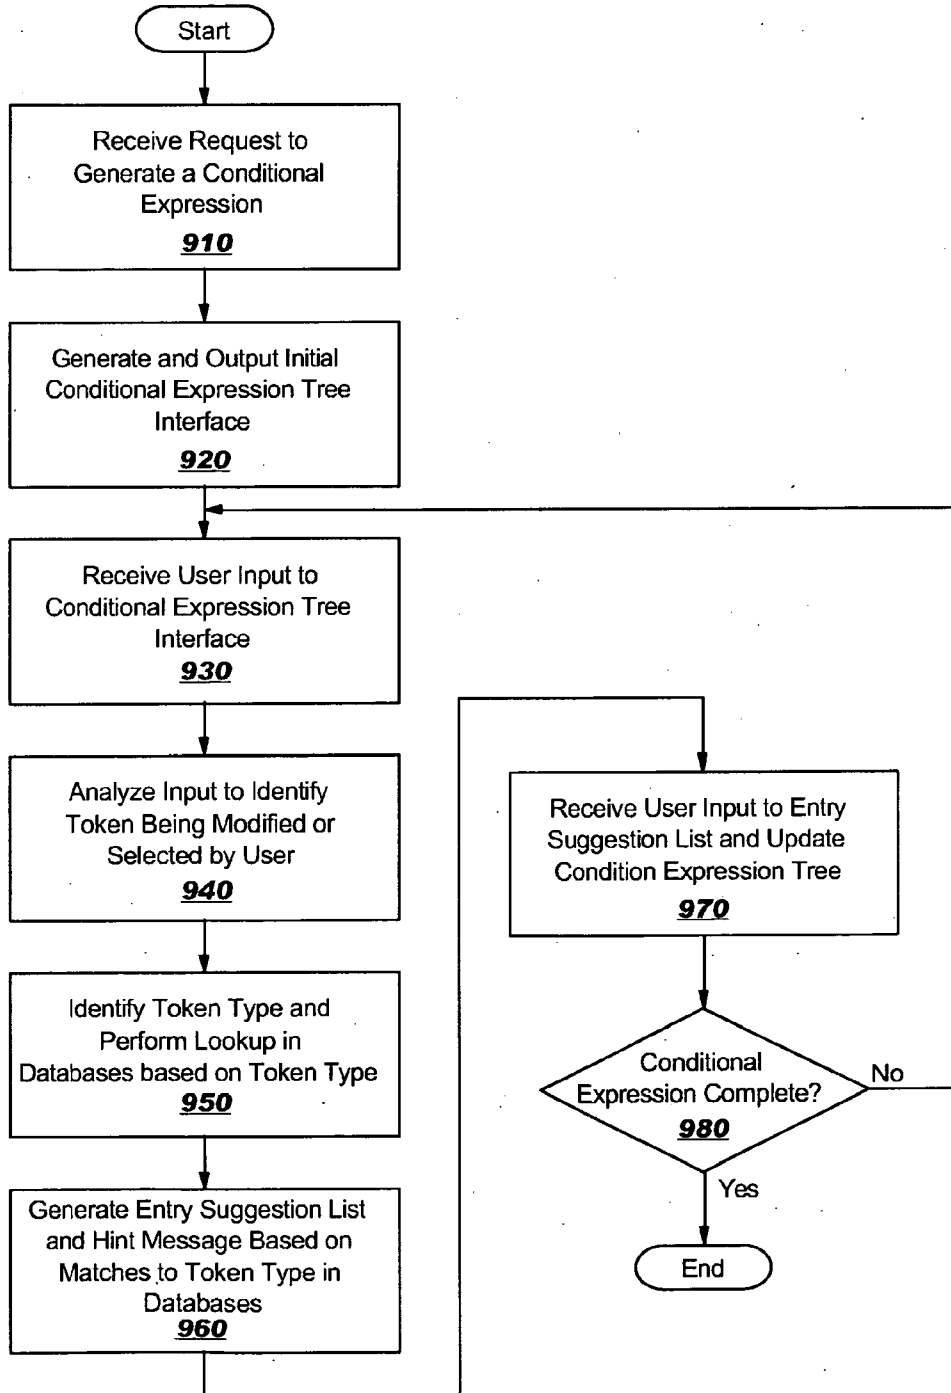 Start
Receive Request to
Generate a Conditional
Expression
910
Generate and Output Initial
Conditional Expression Tree
Interface
920
Receive User Input to
Conditional Expression Tree
Interface
930
Analyze Input to Identify
Token Being Modified or
Selected by User
940
Identify Token Type and
Perform Lookup in
Databases based on Token Type
950
Generate Entry Suggestion List
and Hint Message Based on
Matches to Token Type in
Databases
960
Receive User Input to Entry
Suggestion List and Update
Condition Expression Tree
970
Conditional
Expression Complete?
980
No
Yes
End